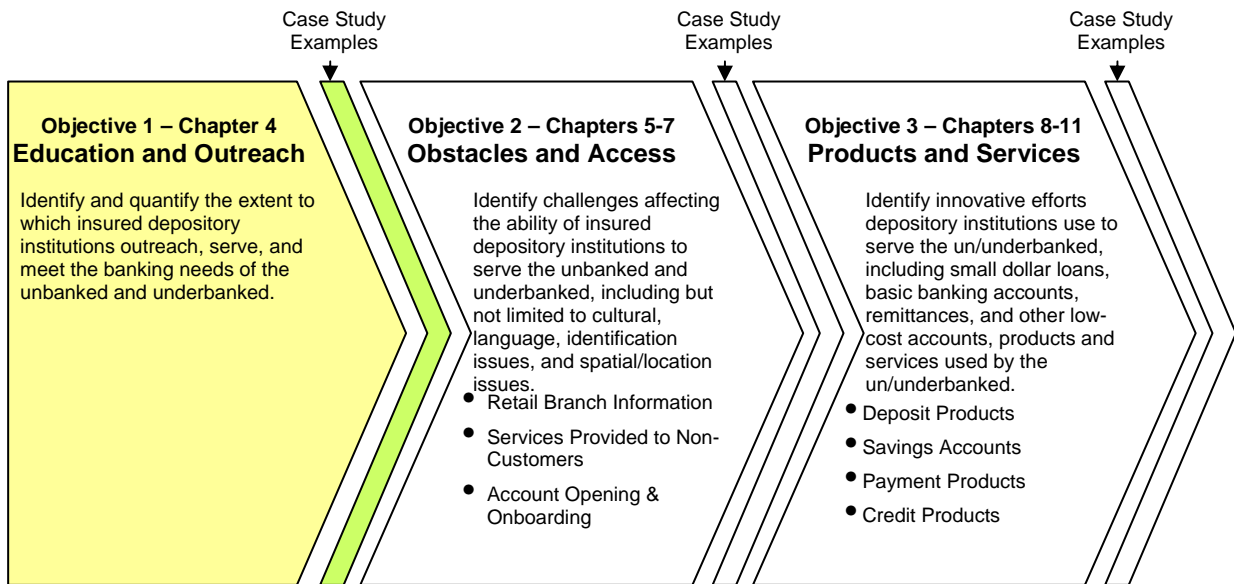 Case Study
Examples
Case Study
Examples
Case Study
Examples
Objective 1 – Chapter 4
Education and Outreach
Identify and quantify the extent to
which insured depository
institutions outreach, serve, and
meet the banking needs of the
unbanked and underbanked.
Objective 2 – Chapters 5-7
Obstacles and Access
Identify challenges affecting
the ability of insured
depository institutions to
serve the unbanked and
underbanked, including but
not limited to cultural,
language, identification
issues, and spatial/location
issues.
• Retail Branch Information
• Services Provided to Non-
Customers
• Account Opening &
Onboarding
Objective 3 – Chapters 8-11
Products and Services
Identify innovative efforts
depository institutions use to
serve the un/underbanked,
including small dollar loans,
basic banking accounts,
remittances, and other low-
cost accounts, products and
services used by the
un/underbanked.
• Deposit Products
• Savings Accounts
• Payment Products
• Credit Products